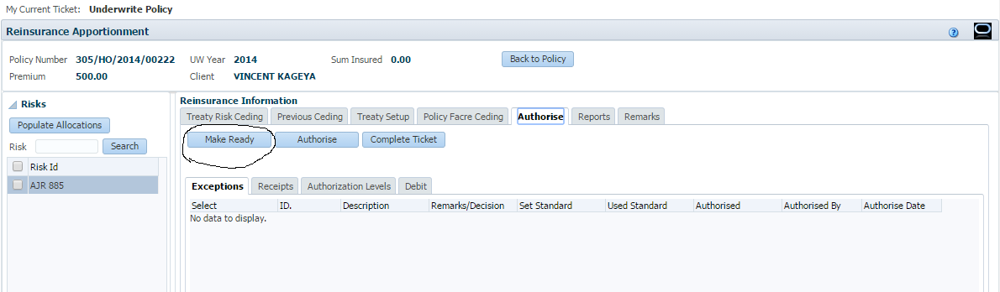 My Current Ticket: Underwrite Policy
Reinsurance Apportionment
Policy Number 305/HO/2014/00222 UW Year 2014 Sum Insured 0.00 Back to Policy
Premium 500.00 Client VINCENT KAGEYA
Risks
Populate Allocations
Risk Search
Risk Id
AJR 885
Reinsurance Information
Treaty Risk Ceding Previous Ceding Treaty Setup Policy Facre Ceding Authorise Reports Remarks
Make Ready Authorise Complete Ticket
Exceptions Receipts Authorization Levels Debit
Select ID. Description Remarks/Decision Set Standard Used Standard Authorised Authorised By Authorise Date
No data to display.